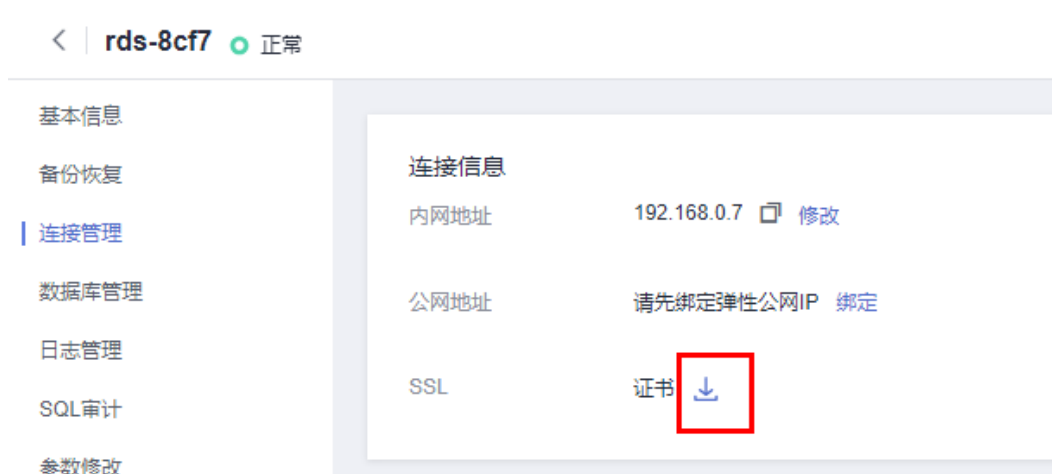 rds-8cf7 正常
基本信息
备份恢复
连接管理
数据库管理
日志管理
SQL审计
参数修改
连接信息
内网地址 192.168.0.7 修改
公网地址 请先绑定弹性公网IP 绑定
SSL 证书